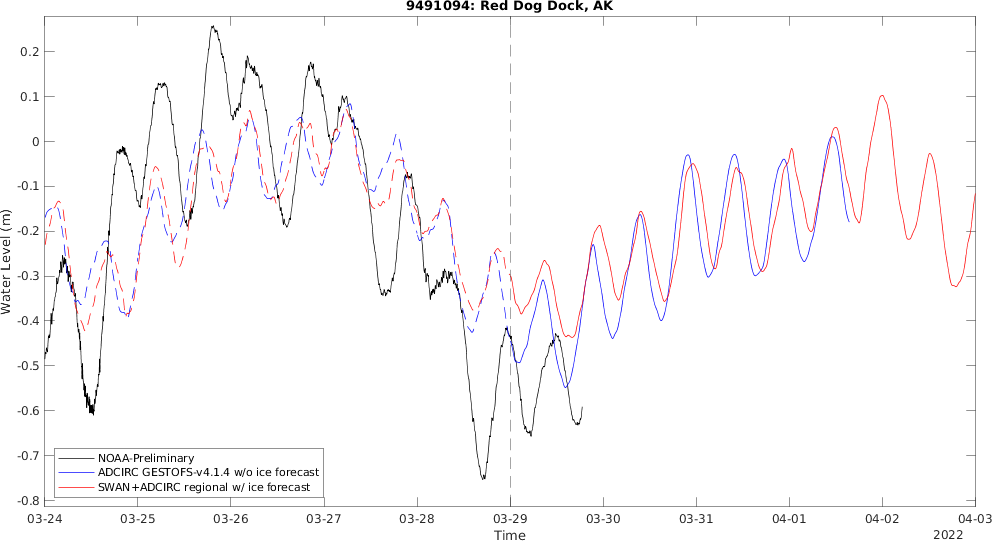 9491094: Red Dog Dock, AK
Water Level (m)
0.2
0.1
0
-0.1
-0.2
-0.3
-0.4
-0.5
-0.6
-0.7
-0.8
NOAA-Preliminary
ADCIRC GESTOFS-v4.1.4 w/o ice forecast
SWAN+ADCIRC regional w/ ice forecast
03-24 03-25 03-26 03-27 03-28 03-29 03-30 03-31 04-01 04-02 04-03
Time
2022